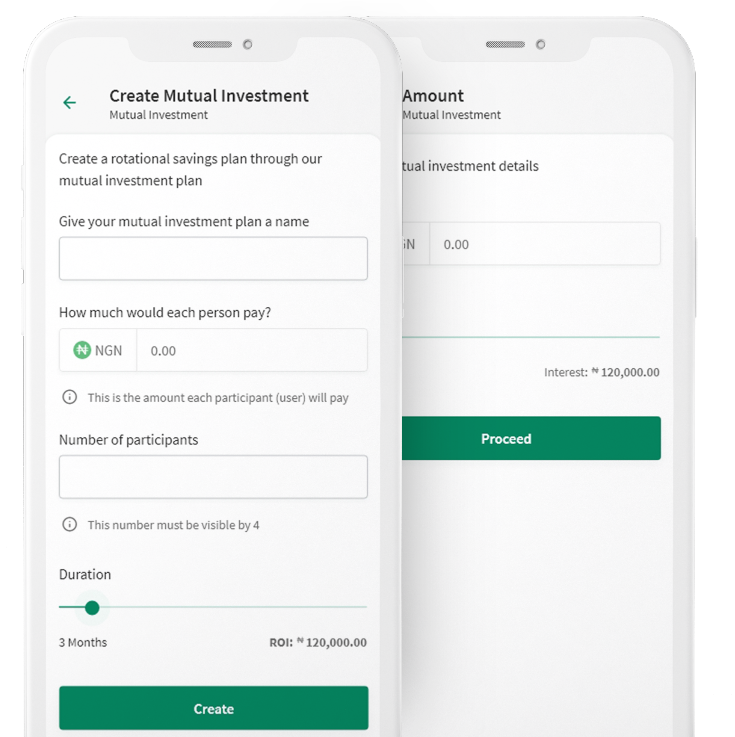 Create Mutual Investment
Mutual Investment
Create a rotational savings plan through our
mutual investment plan
Give your mutual investment plan a name
How much would each person pay?
₦ NGN 0.00
This is the amount each participant (user) will pay
Number of participants
This number must be visible by 4
Duration
3 Months ROI: ₦ 120,000.00
Create
Amount
Mutual Investment
investment details
0.00
Interest: ₦ 120,000.00
Proceed